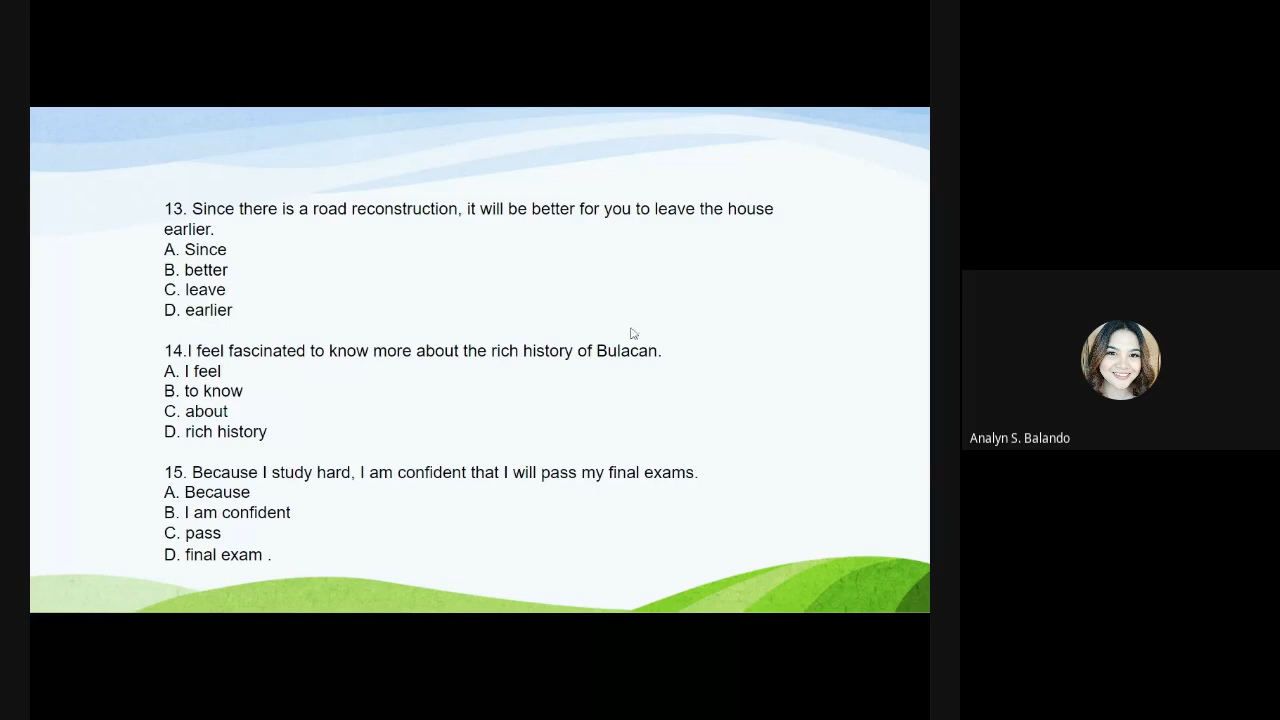 13. Since there is a road reconstruction, it will be better for you to leave the house
earlier.
A. Since
B. better
C. leave
D. earlier
14.I feel fascinated to know more about the rich history of Bulacan.
A. I feel
B. to know
C. about
D. rich history
15. Because I study hard, I am confident that I will pass my final exams.
A. Because
B. I am confident
C. pass
D. final exam .
Analyn S. Balando